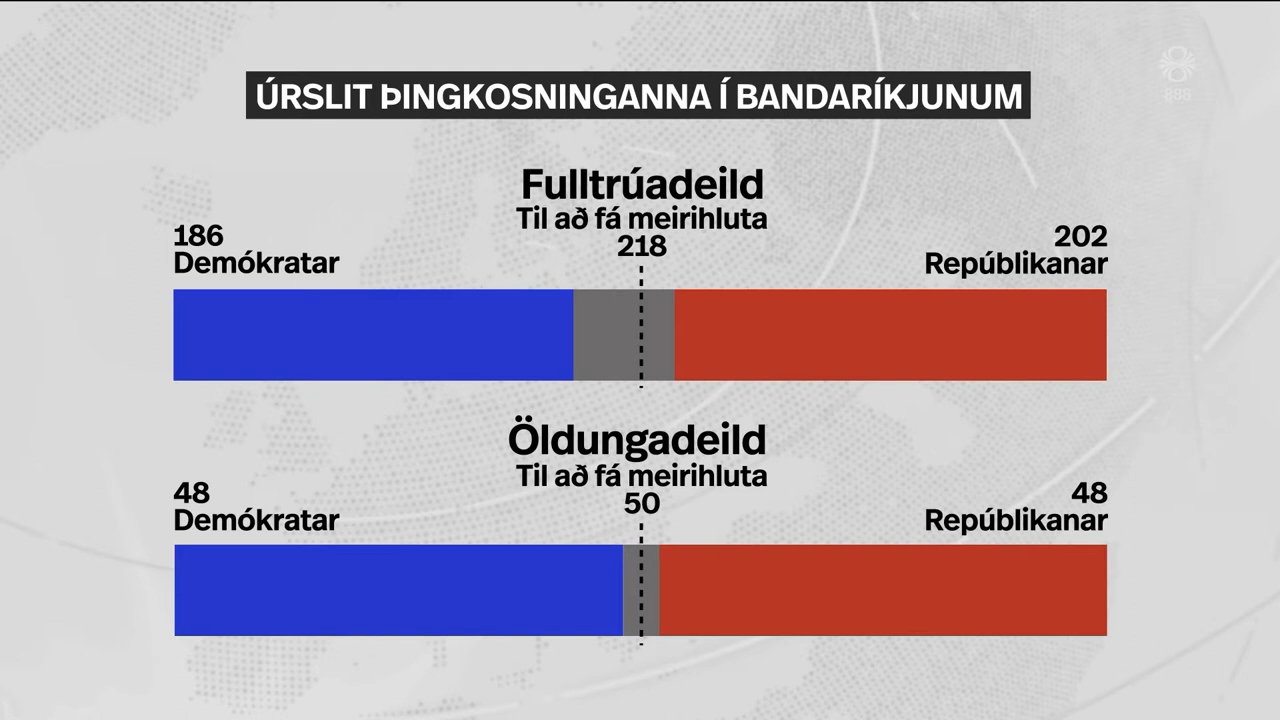 ÚRSLIT ÞINGKOSNINGANNA Í BANDARÍKJUNUM
888
Fulltrúadeild
Til að fá meirihluta
218
186
Demókratar
202
Repúblikanar
Öldungadeild
Til að fá meirihluta
50
48
Demókratar
48
Repúblikanar